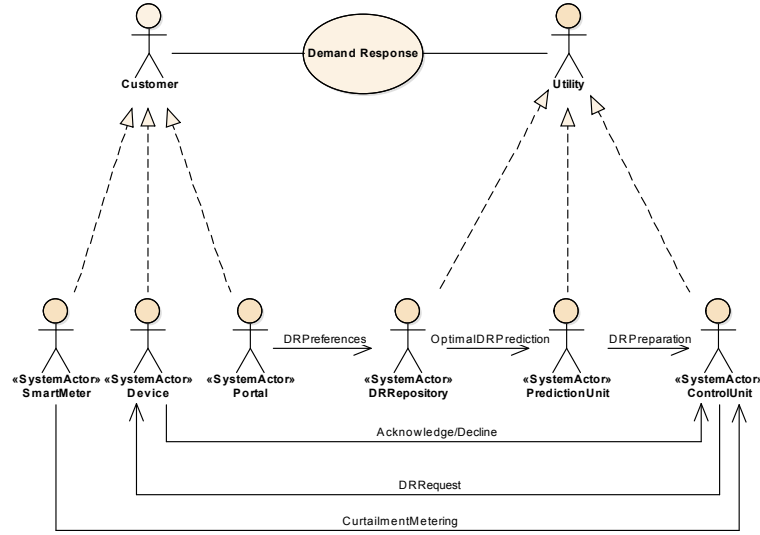 Demand Response
Customer
Utility
DRPreferences
OptimalDRPrediction
DRPreparation
«SystemActor»
SmartMeter
«SystemActor»
Device
«SystemActor»
Portal
«SystemActor»
DRRepository
«SystemActor»
PredictionUnit
«SystemActor»
ControlUnit
Acknowledge/Decline
DRRequest
CurtailmentMetering